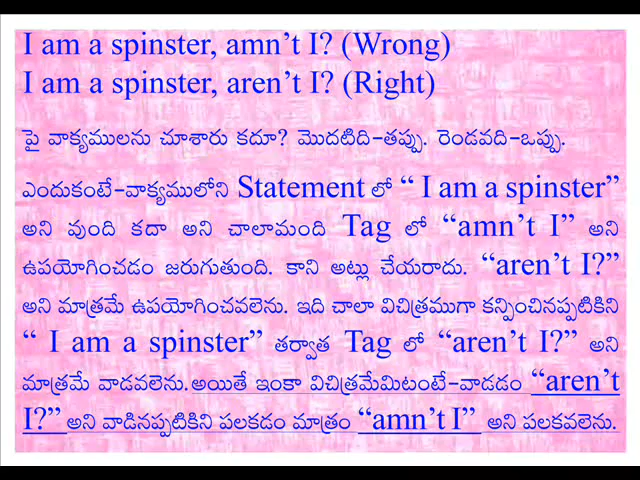 I am a spinster, amn’t I? (Wrong)
I am a spinster, aren’t I? (Right)
పై వాక్యములను చూశారు కదూ? మొదటిది-తప్పు. రెండవది-ఒప్పు.
ఎందుకంటే-వాక్యములోని Statement లో “ I am a spinster”
అని వుంది కదా అని చాలామంది Tag లో “amn’t I” అని
ఉపయోగించడం జరుగుతుంది. కాని అట్లు చేయరాదు. “aren’t I?”
అని మాత్రమే ఉపయోగించవలెను. ఇది చాలా విచిత్రముగా కన్పించినప్పటికిని
“ I am a spinster” తర్వాత Tag లో “aren’t I?” అని
మాత్రమే వాడవలెను.అయితే ఇంకా విచిత్రమేమిటంటే-వాడడం “aren’t
I?” అని వాడినప్పటికిని పలకడం మాత్రం “amn’t I” అని పలకవలెను.